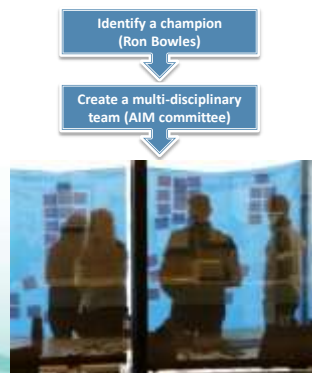 Identify a champion
(Ron Bowles)
Create a multi-disciplinary
team (AIM committee)